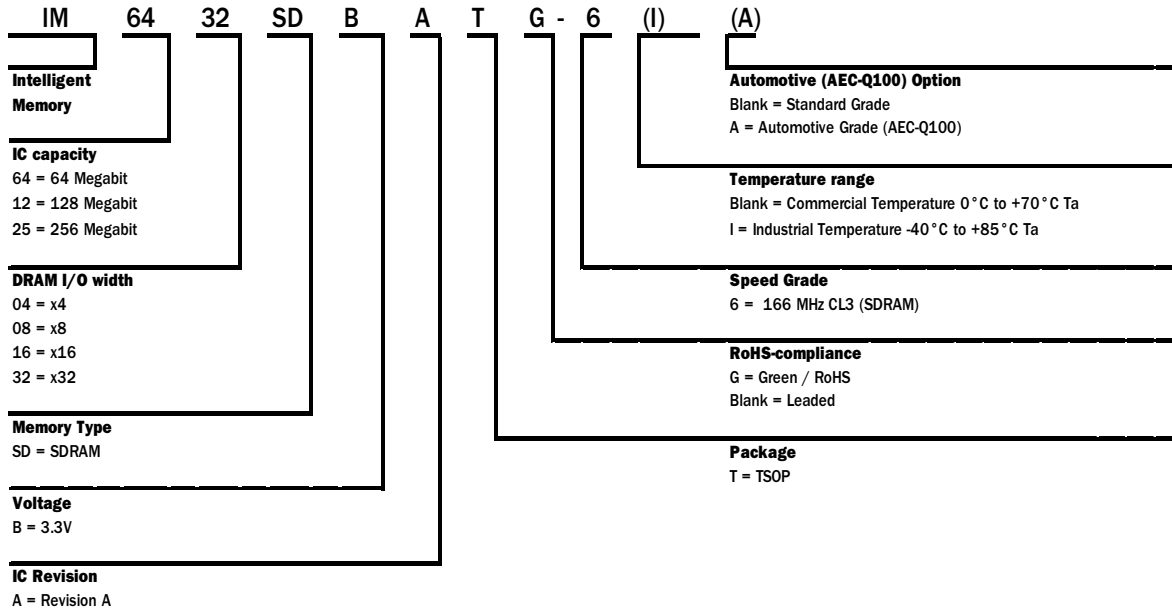 IM 64 32 SD B A T G - 6 (I) (A)
Intelligent
Memory
IC capacity
64 = 64 Megabit
12 = 128 Megabit
25 = 256 Megabit
DRAM I/O width
04 = x4
08 = x8
16 = x16
32 = x32
Memory Type
SD = SDRAM
Voltage
B = 3.3V
IC Revision
A = Revision A
Automotive (AEC-Q100) Option
Blank = Standard Grade
A = Automotive Grade (AEC-Q100)
Temperature range
Blank = Commercial Temperature 0°C to +70°C Ta
I = Industrial Temperature -40°C to +85°C Ta
Speed Grade
6 = 166 MHz CL3 (SDRAM)
RoHS-compliance
G = Green / RoHS
Blank = Leaded
Package
T = TSOP